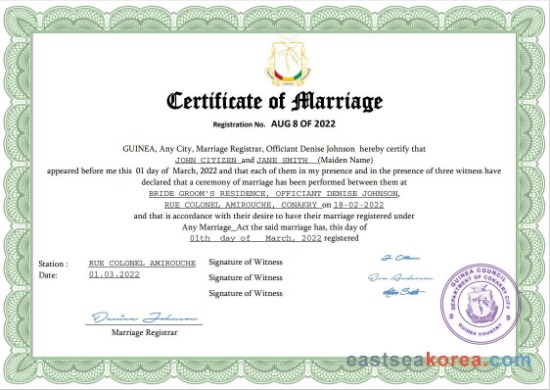 Certificate of Marriage
Registration No. AUG 8 OF 2022
GUINEA, Any City, Marriage Registrar, Officiant Denise Johnson hereby certify that
JOHN CITIZEN and JANE SMITH (Maiden Name)
appeared before me this 01 day of March, 2022 and that each of them in my presence and in the presence of three witness have
declared that a ceremony of marriage has been performed between them at
BRIDE GROOM'S RESIDENCE, OFFICIANT DENISE JOHNSON,
RUE COLONEL AMIROUCHE, CONAKRY on 18-02-2022
and that is accordance with their desire to have their marriage registered under
Any Marriage_Act the said marriage has, this day of
01th day of March, 2022 registered
Station : RUE COLONEL AMIROUCHE
Date: 01.03.2022
Signature of Witness
Signature of Witness
Signature of Witness
Denise Johnson
Marriage Registrar
GUINEA COUNCIL
DEPARTMENT OF CONAKRY CITY
GUINEA COUNTRY
eastseakorea.com